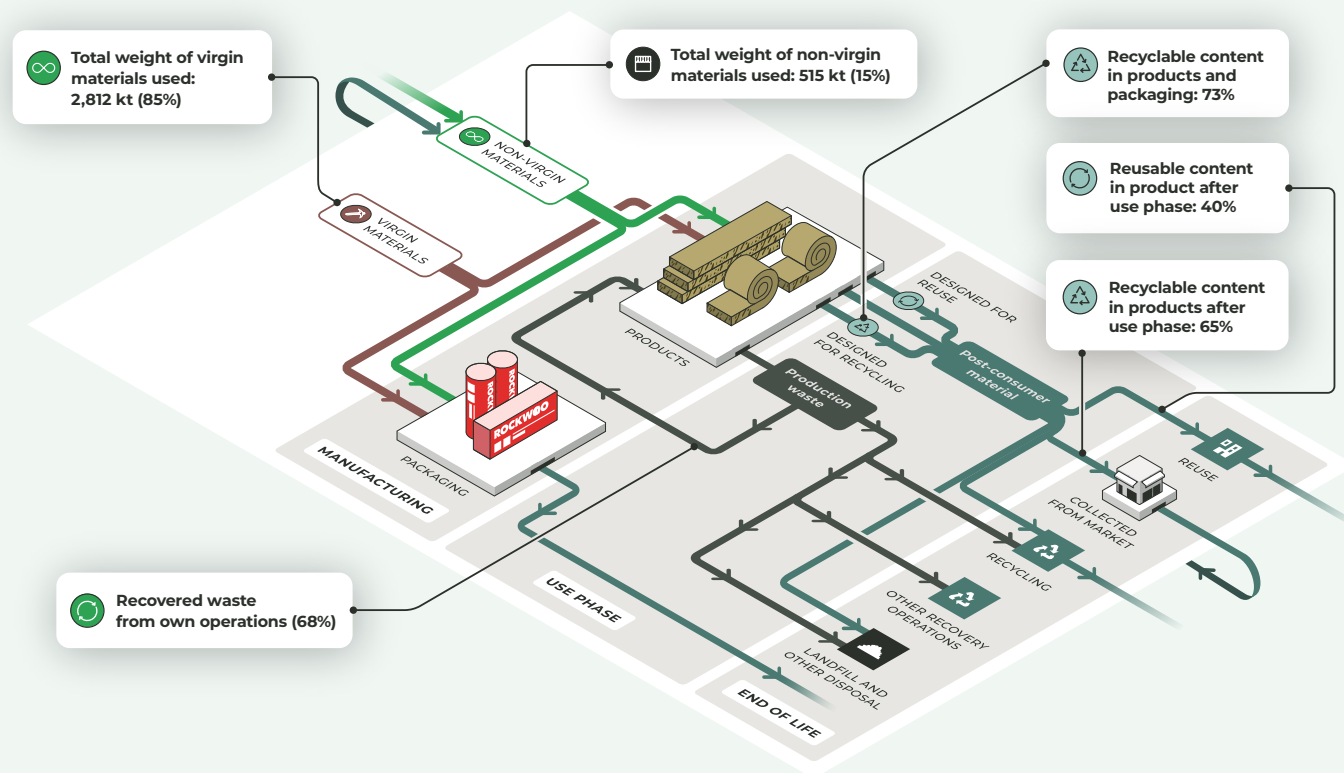 Total weight of virgin
materials used:
2,812 kt (85%)
Total weight of non-virgin
materials used: 515 kt (15%)
Recyclable content
in products and
packaging: 73%
Reusable content
in product after
use phase: 40%
Recyclable content
in products after
use phase: 65%
NON-VIRGIN
MATERIALS
VIRGIN
MATERIALS
PRODUCTS
DESIGNED FOR
REUSE
DESIGNED
FOR RECYCLING
Post-consumer
material
Production
waste
ROCKWOO
PACKAGING
MANUFACTURING
REUSE
COLLECTED
FROM MARKET
RECYCLING
OTHER RECOVERY
OPERATIONS
LANDFILL AND
OTHER DISPOSAL
USE PHASE
END OF LIFE
Recovered waste
from own operations (68%)